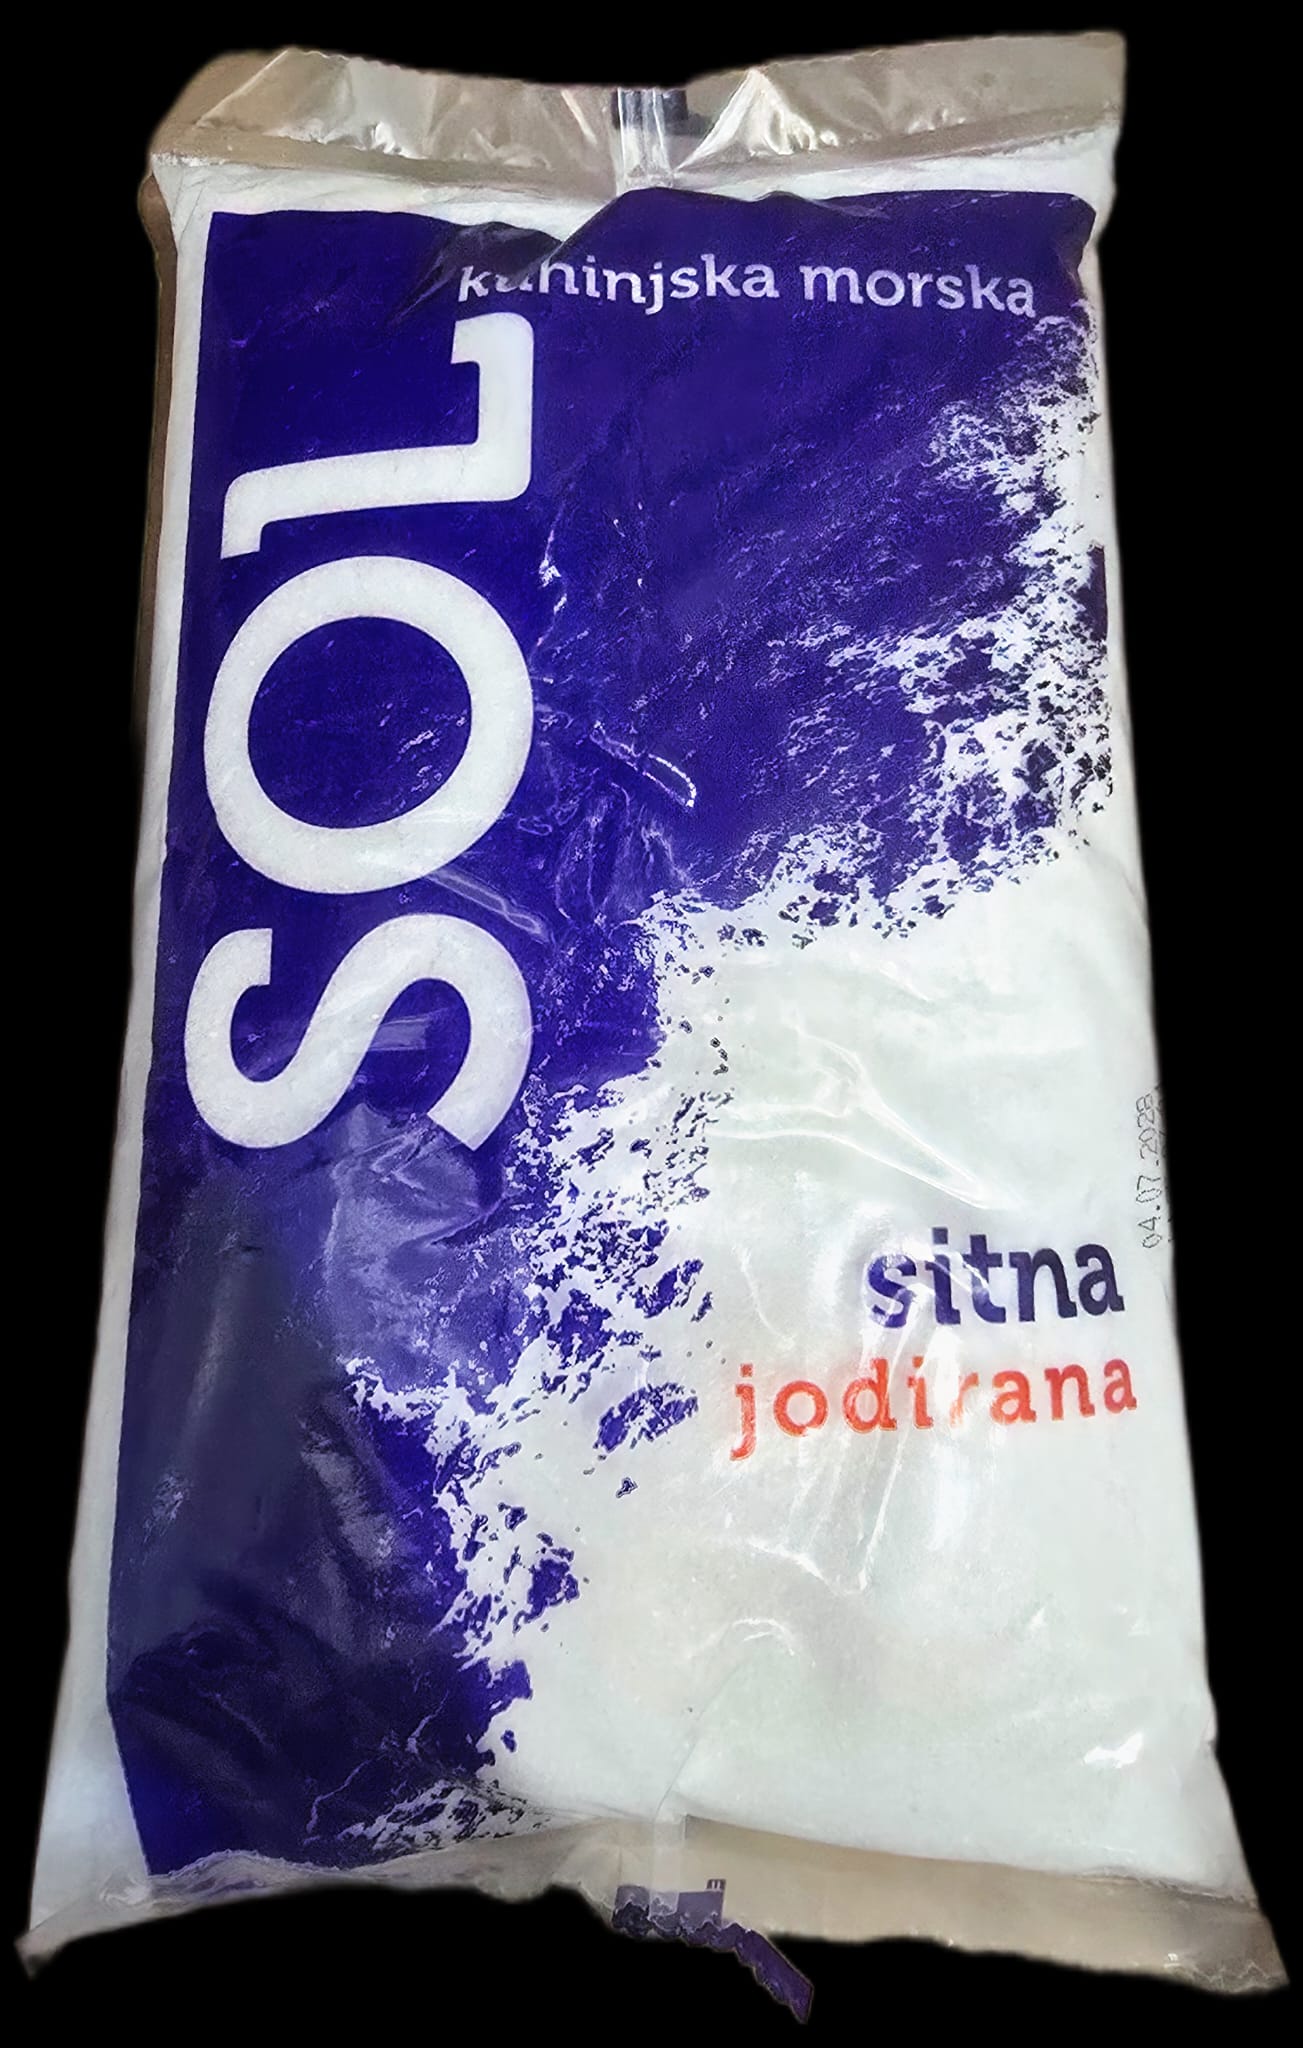 kuhinjska morska
SOL
sitna
jodirana
04.07.2028